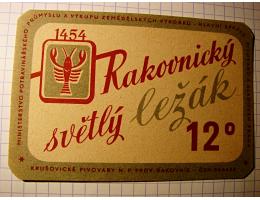 PRŮMYSLU A VÝKUPU ZEMĚDĚLSKÝCH VÝROBKŮ
MINISTERSTVO POTRAVINÁŘSKÉHO
1454
Rakovnický
světlý ležák
12°
KRUŠOVICKÉ PIVOVARY N. P. PROV. RAKOVNÍK